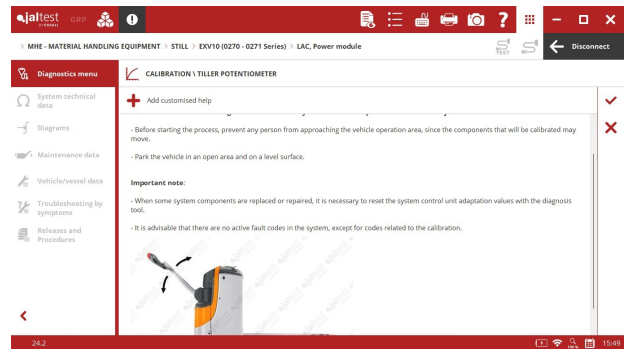 jaltest GRP
> MHE - MATERIAL HANDLING EQUIPMENT > STILL > EXV10 (0270 - 0271 Series) > LAC, Power module
TEST
Disconnect
Diagnostics menu
CALIBRATION \ TILLER POTENTIOMETER
System technical
data
Add customised help
Diagrams
- Before starting the process, prevent any person from approaching the vehicle operation area, since the components that will be calibrated may
move.
Maintenance data
- Park the vehicle in an open area and on a level surface.
Vehicle/vessel data
Important note:
Troubleshooting by
symptoms
- When some system components are replaced or repaired, it is necessary to reset the system control unit adaptation values with the diagnosis
tool.
Releases and
Procedures
- It is advisable that there are no active fault codes in the system, except for codes related to the calibration.
24.2
100 %
15:49